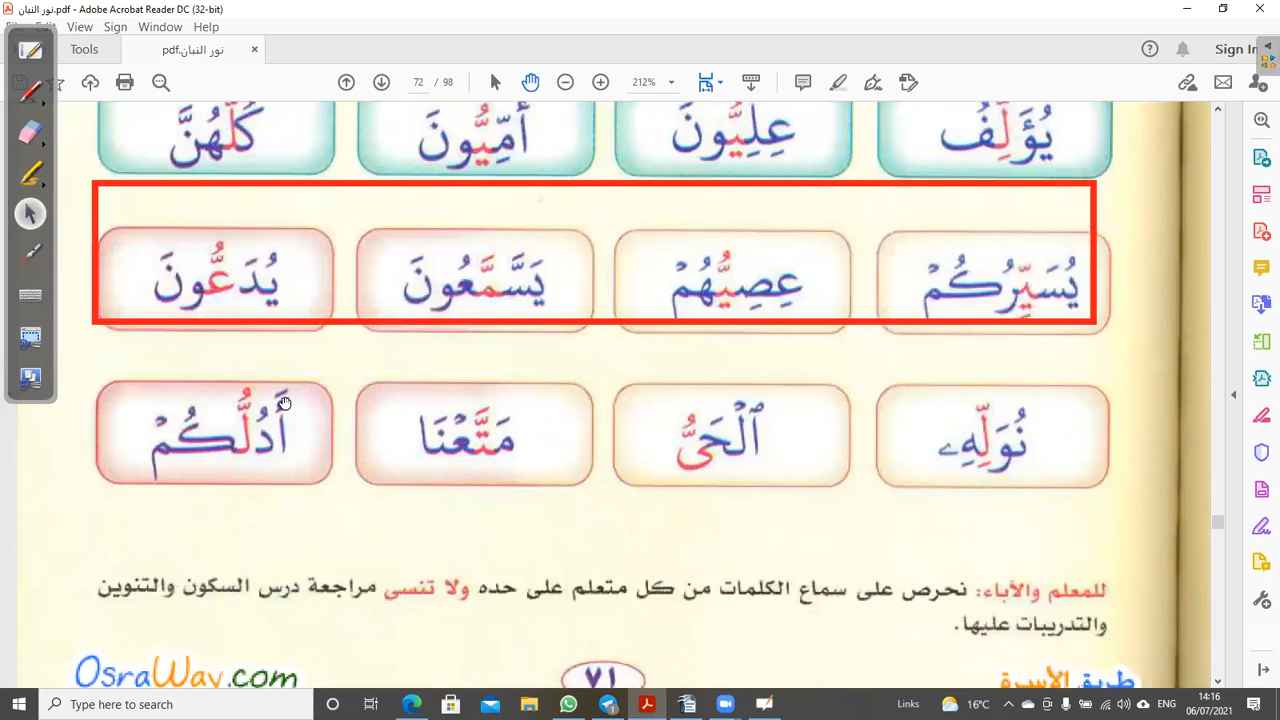 نور النبان.pdf - Adobe Acrobat Reader DC (32-bit)
View Sign Window Help
Tools
نور النبان.pdf
Sign In
72 / 98
212%
يُؤَلِّفُ عِلِيُّونَ أُمِّيُّونَ كُلُّهُنَّ
يُسَيِّرُكُمْ عِصِيُّهُمْ يَسَّمَّعُونَ يُدَعُّونَ
نُوَلِّهِۦ ٱلْحَىُّ مَتَّعْنَا أَدُلُّكُمْ
للمعلم والآباء: نحرص على سماع الكلمات من كل متعلم على حده ولا تنسى مراجعة درس السكون والتنوين
والتدريبات عليها.
طريق الأسرة ٧١ OsraWay.com
Type here to search
Links 16°C ENG 14:16
06/07/2021